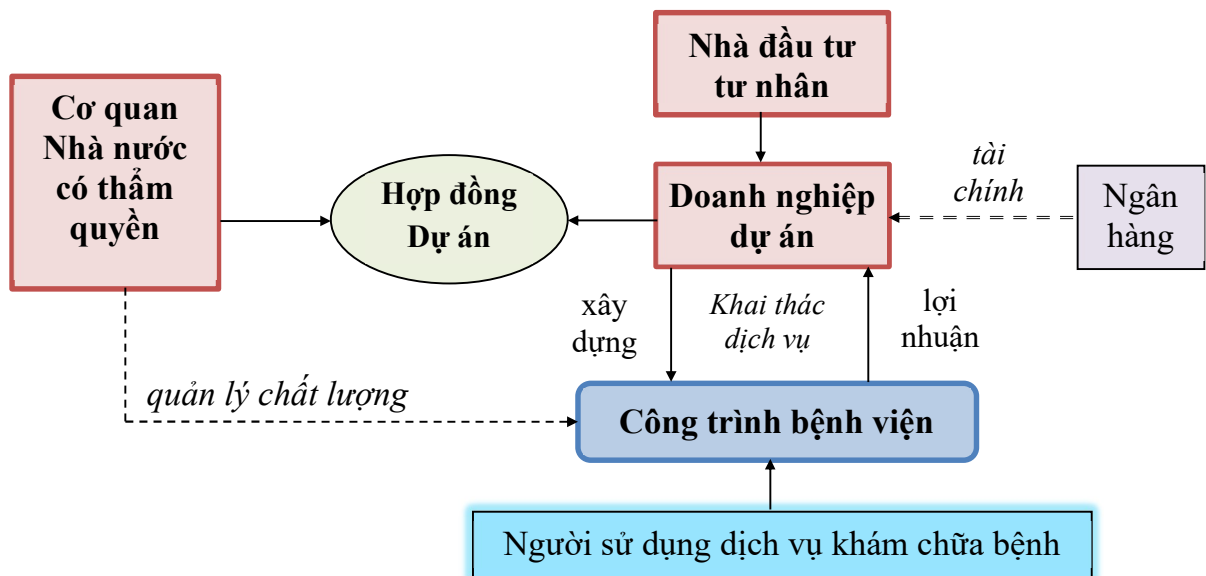 Nhà đầu tư
tư nhân
Cơ quan
Nhà nước
có thẩm
quyền
Hợp đồng
Dự án
Doanh nghiệp
dự án
tài
chính
Ngân
hàng
xây
dựng
Khai thác
dịch vụ
lợi
nhuận
quản lý chất lượng
Công trình bệnh viện
Người sử dụng dịch vụ khám chữa bệnh